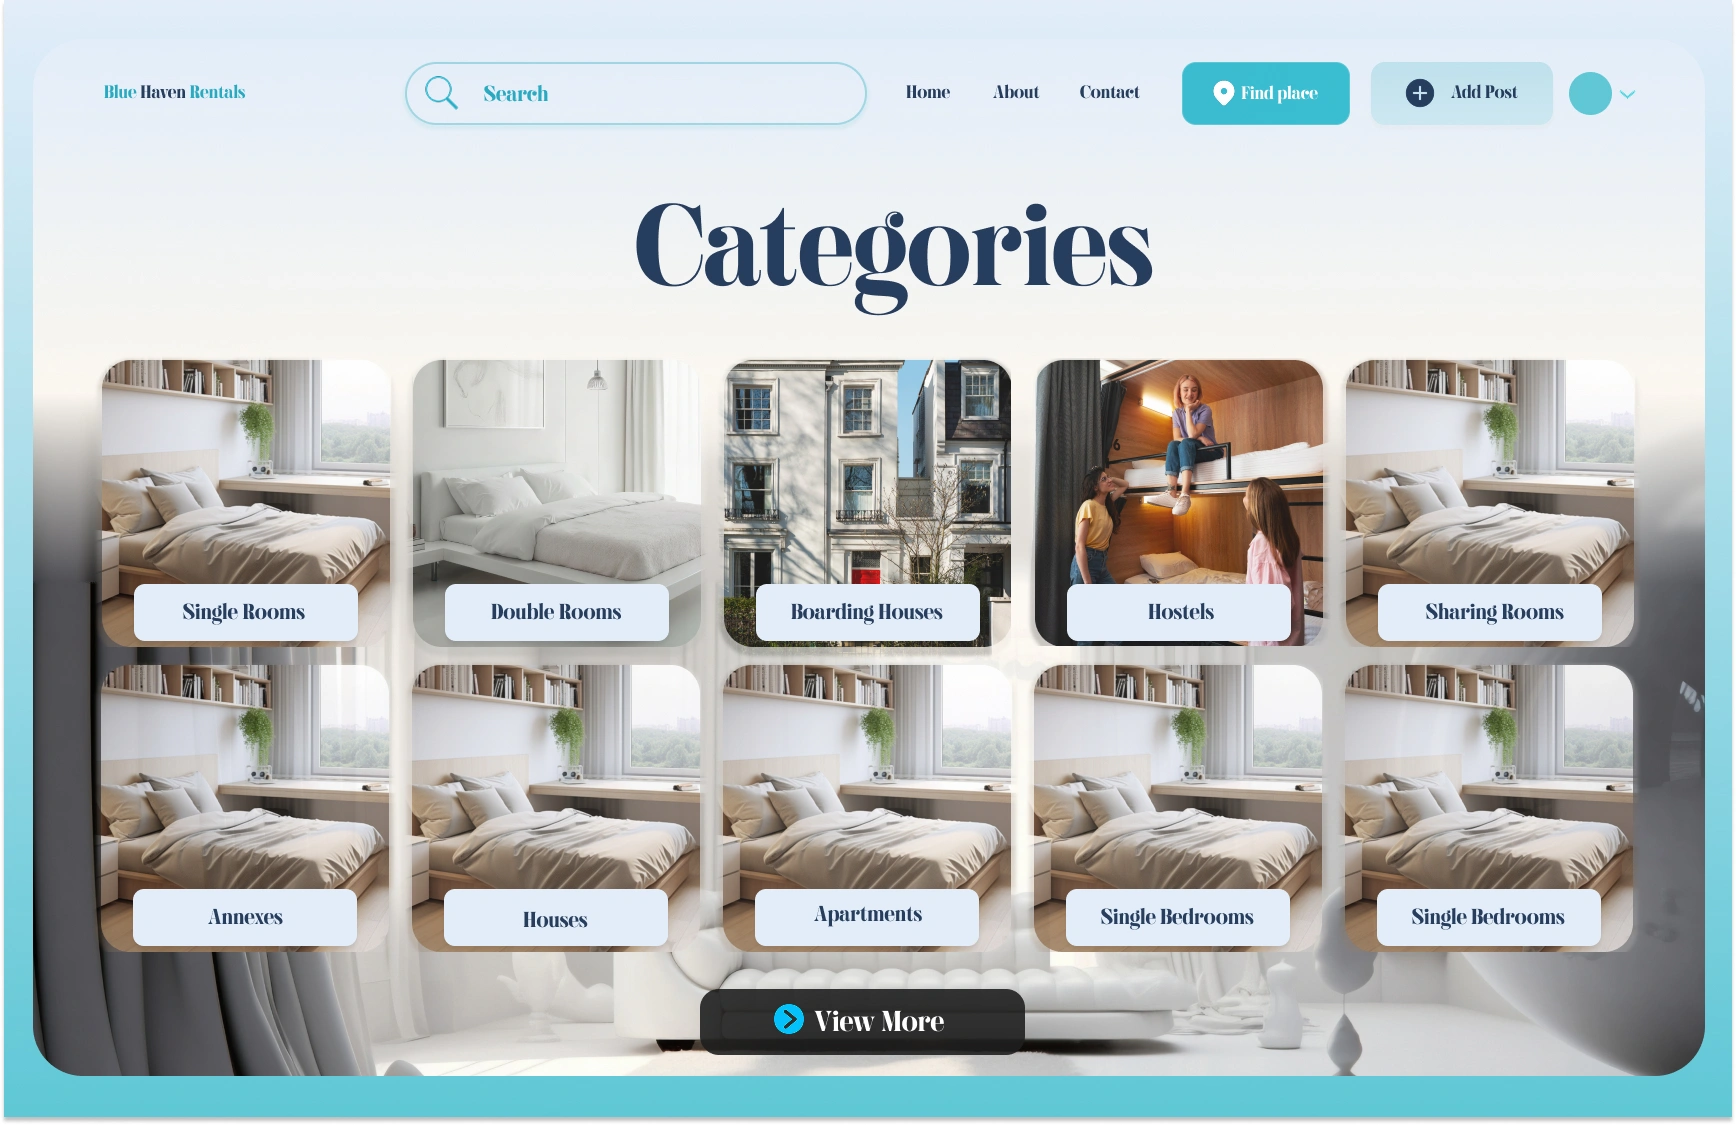 Blue Haven Rentals
Search
Home
About
Contact
Find place
Add Post
Categories
6
Single Rooms
Double Rooms
Boarding Houses
Hostels
Sharing Rooms
Annexes
Houses
Apartments
Single Bedrooms
Single Bedrooms
View More